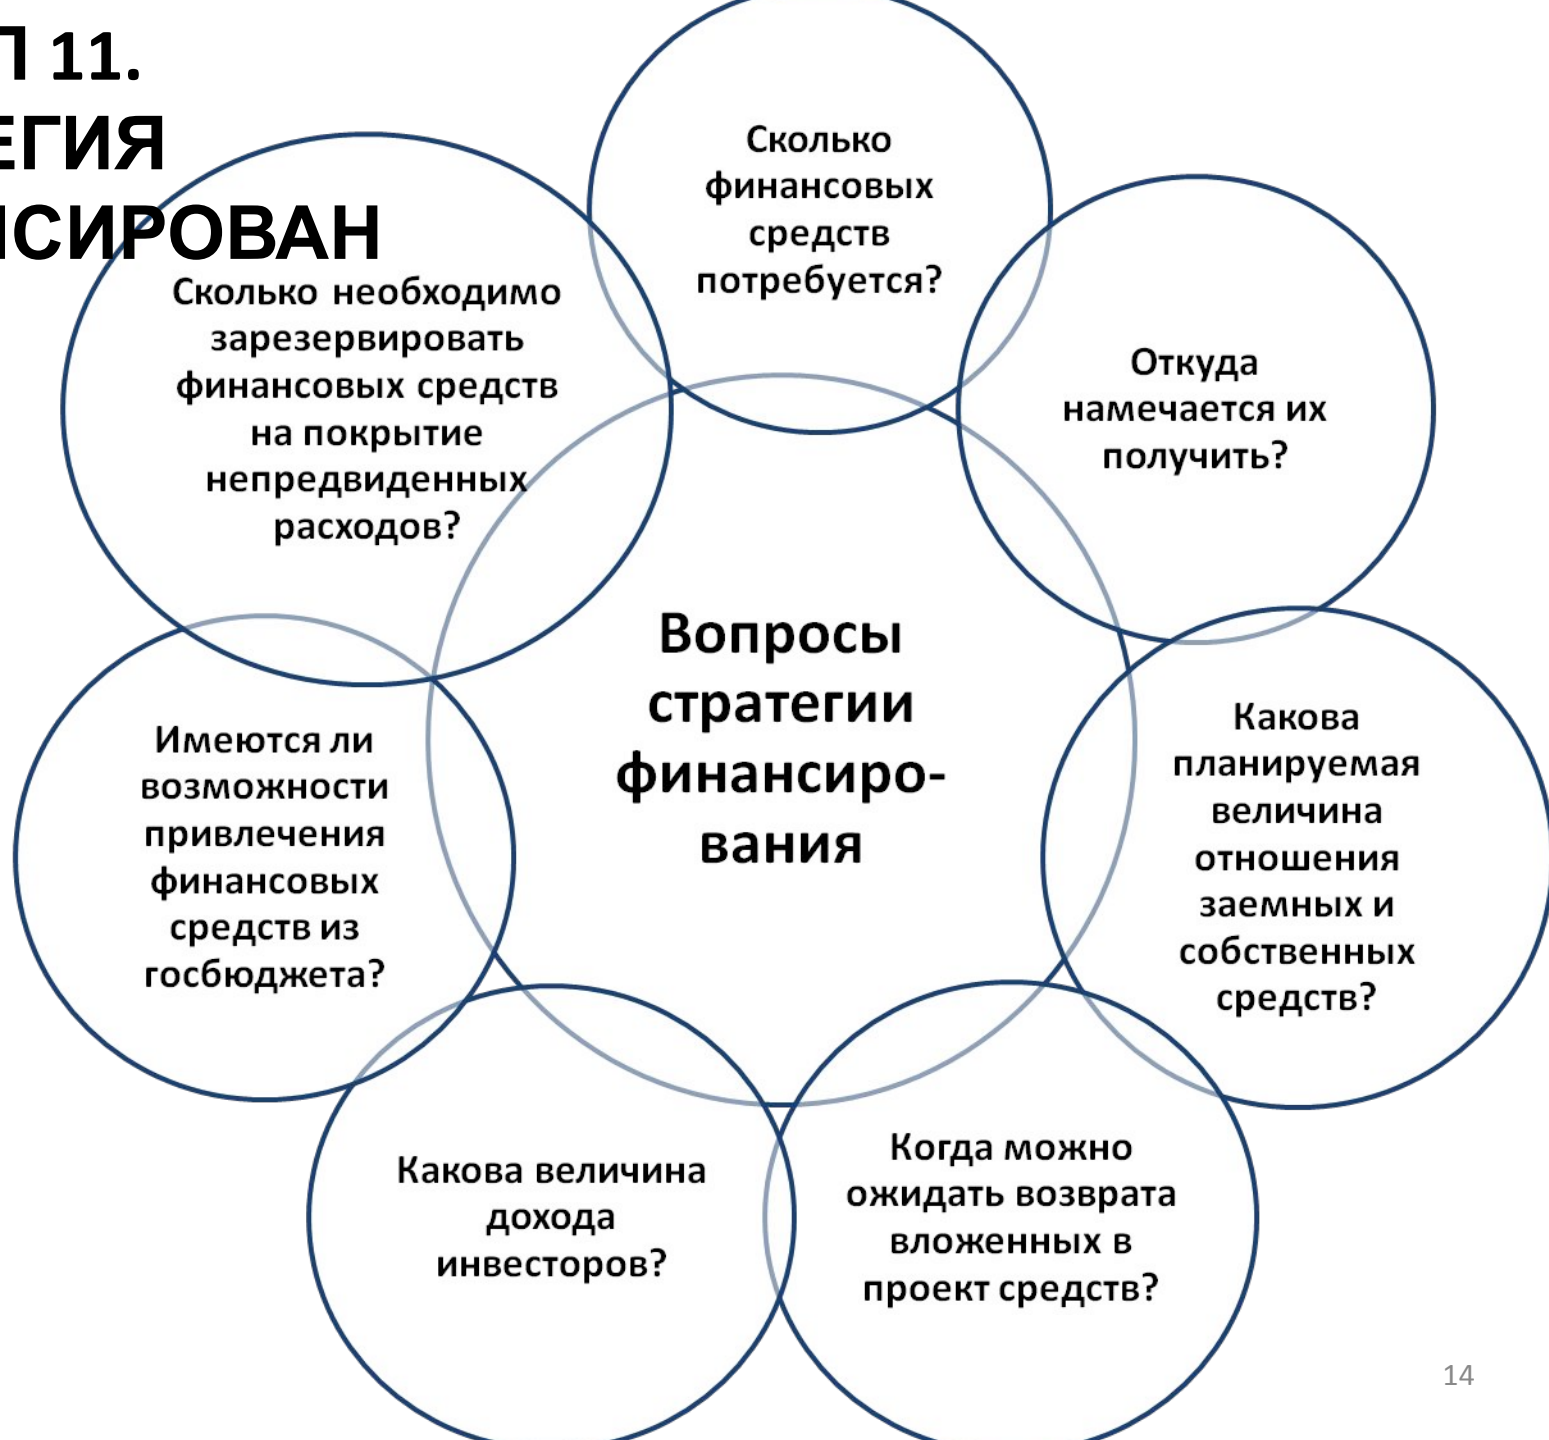 П 11.
ЕГИЯ
НСИРОВАН
Сколько
финансовых
средств
потребуется?
Откуда
намечается их
получить?
Какова
планируемая
величина
отношения
заемных и
собственных
средств?
Когда можно
ожидать возврата
вложенных в
проект средств?
Какова величина
дохода
инвесторов?
Имеются ли
возможности
привлечения
финансовых
средств из
госбюджета?
Сколько необходимо
зарезервировать
финансовых средств
на покрытие
непредвиденных
расходов?
Вопросы
стратегии
финансиро-
вания
14